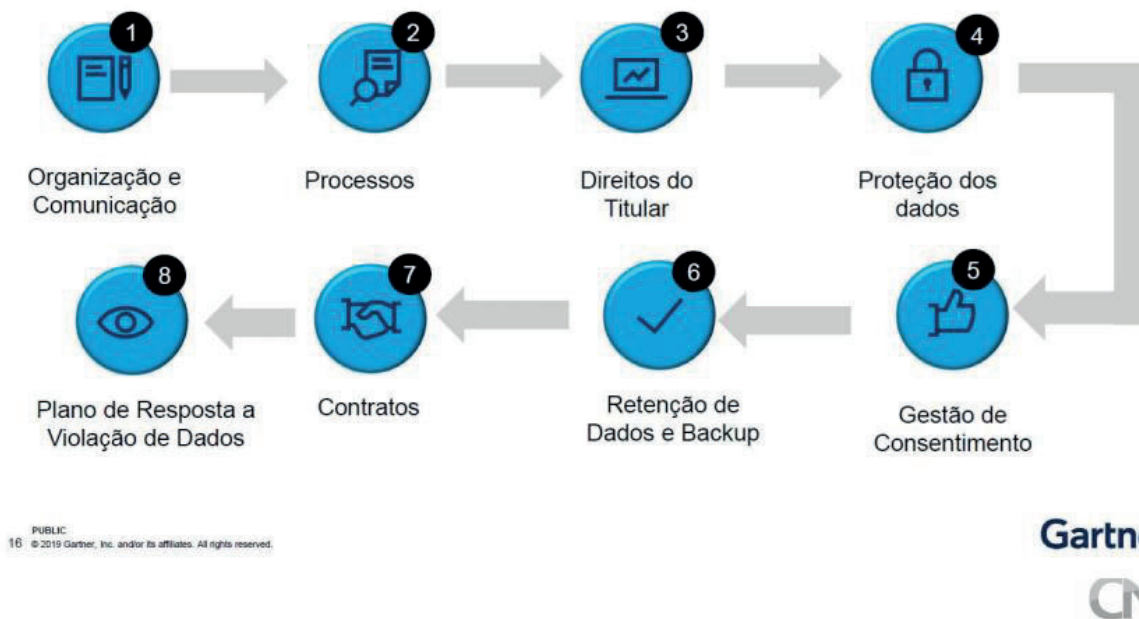 1
2
3
4
Organização e
Comunicação
Processos
Direitos do
Titular
Proteção dos
dados
8
7
6
5
Plano de Resposta a
Violação de Dados
Contratos
Retenção de
Dados e Backup
Gestão de
Consentimento
PUBLIC
16 © 2019 Gartner, Inc. and/or its affiliates. All rights reserved.
Gartn